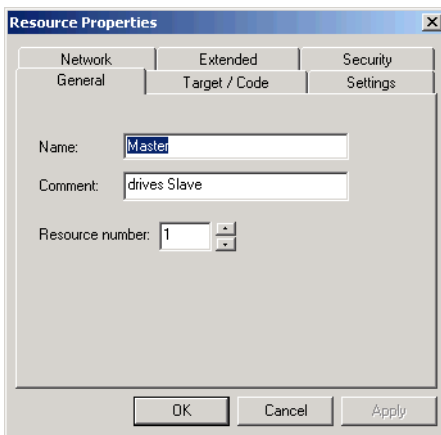 Resource Properties
Network Extended Security
General Target / Code Settings
Name: Master
Comment: drives Slave
Resource number: 1
OK Cancel Apply